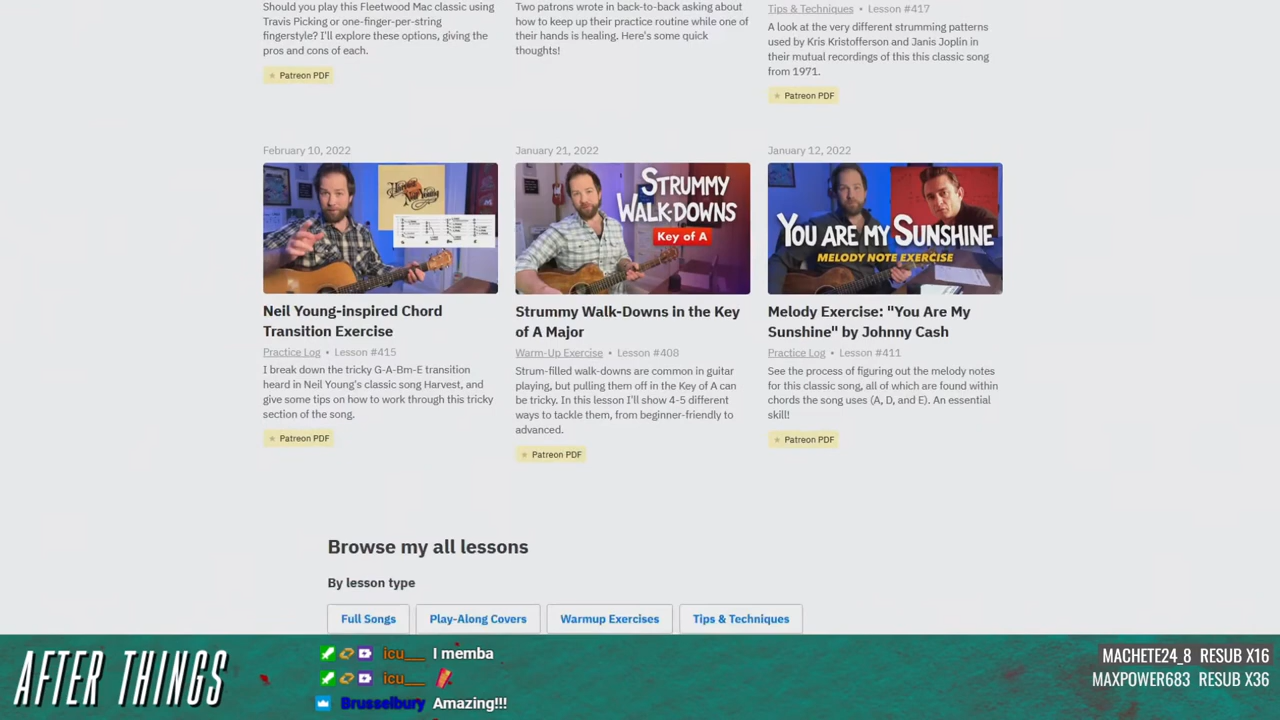 Should you play this Fleetwood Mac classic using
Travis Picking or one-finger-per-string
fingerstyle? I'll explore these options, giving the
pros and cons of each.
★ Patreon PDF
Two patrons wrote in back-to-back asking about
how to keep up their practice routine while one of
their hands is healing. Here's some quick
thoughts!
Tips & Techniques • Lesson #417
A look at the very different strumming patterns
used by Kris Kristofferson and Janis Joplin in
their mutual recordings of this this classic song
from 1971.
★ Patreon PDF
February 10, 2022
Neil Young-inspired Chord
Transition Exercise
Practice Log • Lesson #415
I break down the tricky G-A-Bm-E transition
heard in Neil Young's classic song Harvest, and
give some tips on how to work through this tricky
section of the song.
★ Patreon PDF
January 21, 2022
STRUMMY
WALK-DOWNS
Key of A
Strummy Walk-Downs in the Key
of A Major
Warm-Up Exercise • Lesson #408
Strum-filled walk-downs are common in guitar
playing, but pulling them off in the Key of A can
be tricky. In this lesson I'll show 4-5 different
ways to tackle them, from beginner-friendly to
advanced.
★ Patreon PDF
January 12, 2022
YOU ARE MY SUNSHINE
MELODY NOTE EXERCISE
Melody Exercise: "You Are My
Sunshine" by Johnny Cash
Practice Log • Lesson #411
See the process of figuring out the melody notes
for this classic song, all of which are found within
chords the song uses (A, D, and E). An essential
skill!
★ Patreon PDF
Browse my all lessons
By lesson type
Full Songs
Play-Along Covers
Warmup Exercises
Tips & Techniques
AFTER THINGS
icu__ I memba
icu__
Brusselbury Amazing!!!
MACHETE24_8 RESUB X16
MAXPOWER683 RESUB X36